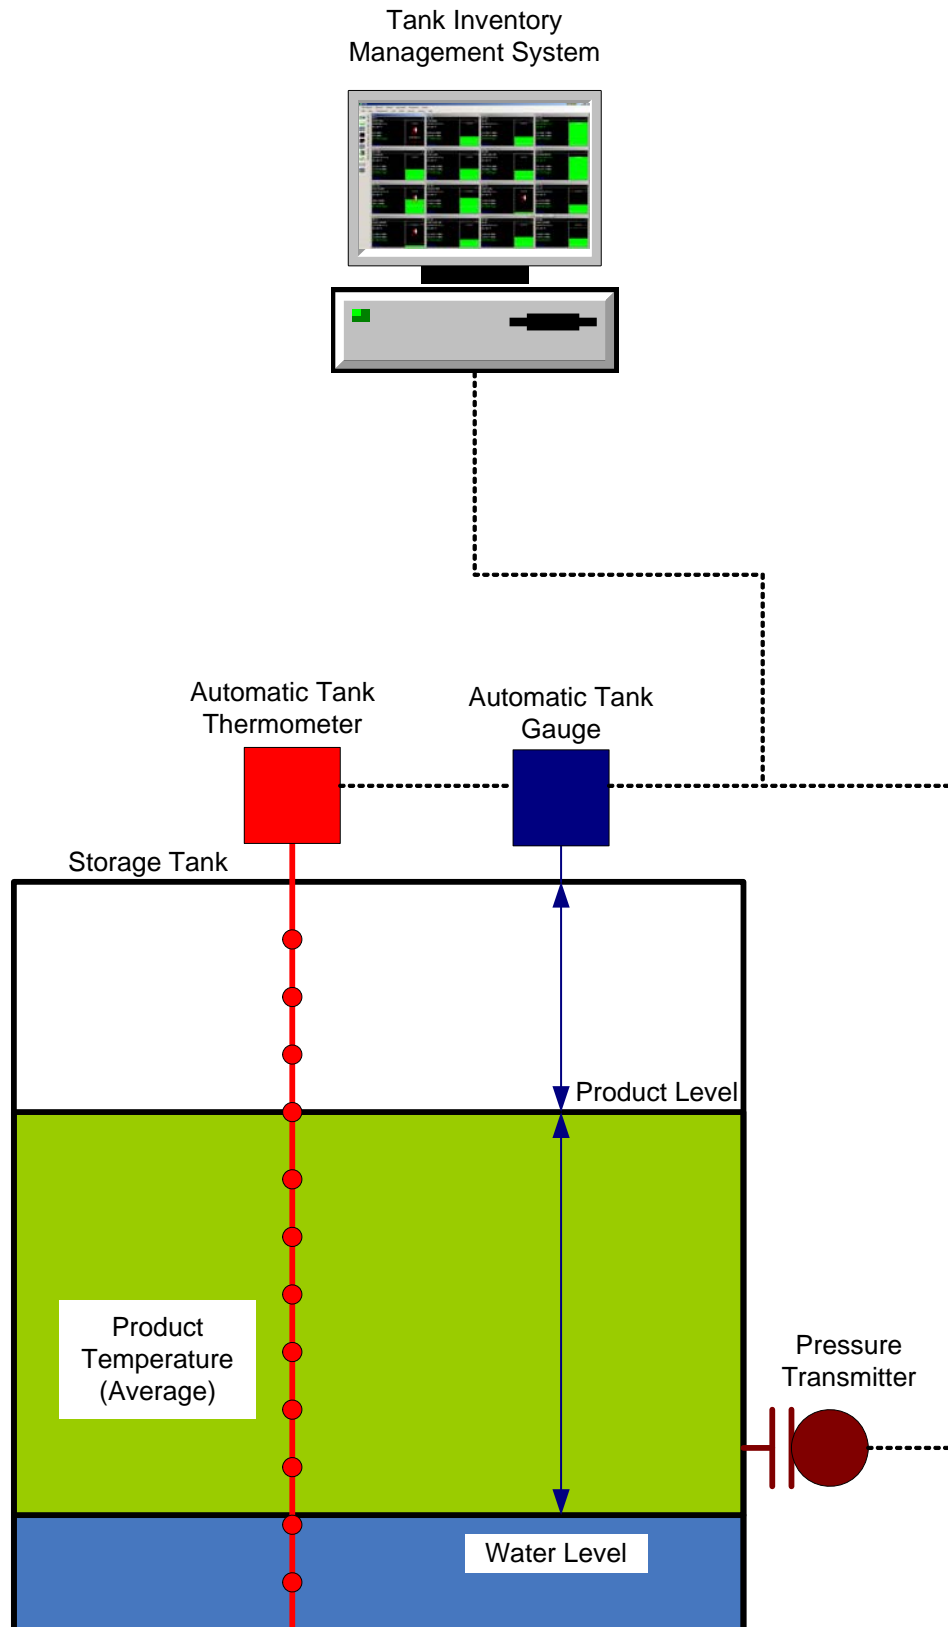 Tank Inventory
Management System
Automatic Tank
Thermometer
Automatic Tank
Gauge
Storage Tank
Product Level
Product
Temperature
(Average)
Pressure
Transmitter
Water Level